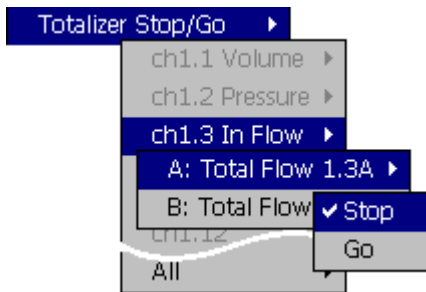 Totalizer Stop/Go
ch1.1 Volume
ch1.2 Pressure
ch1.3 In Flow
A: Total Flow 1.3A
B: Total Flow
Stop
ch1.12
Go
All